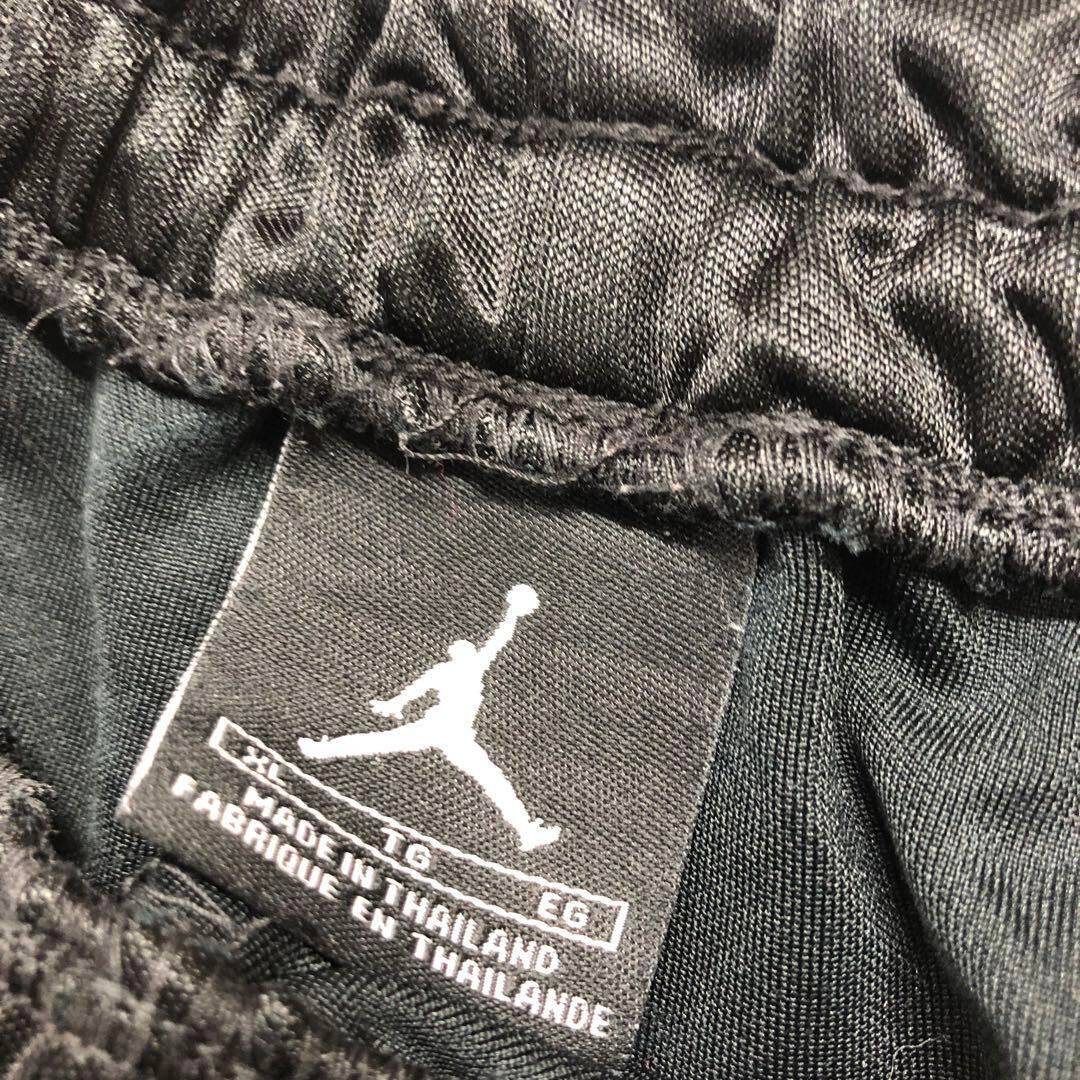 XL TG EG
MADE IN THAILAND
FABRIQUE EN THAILANDE